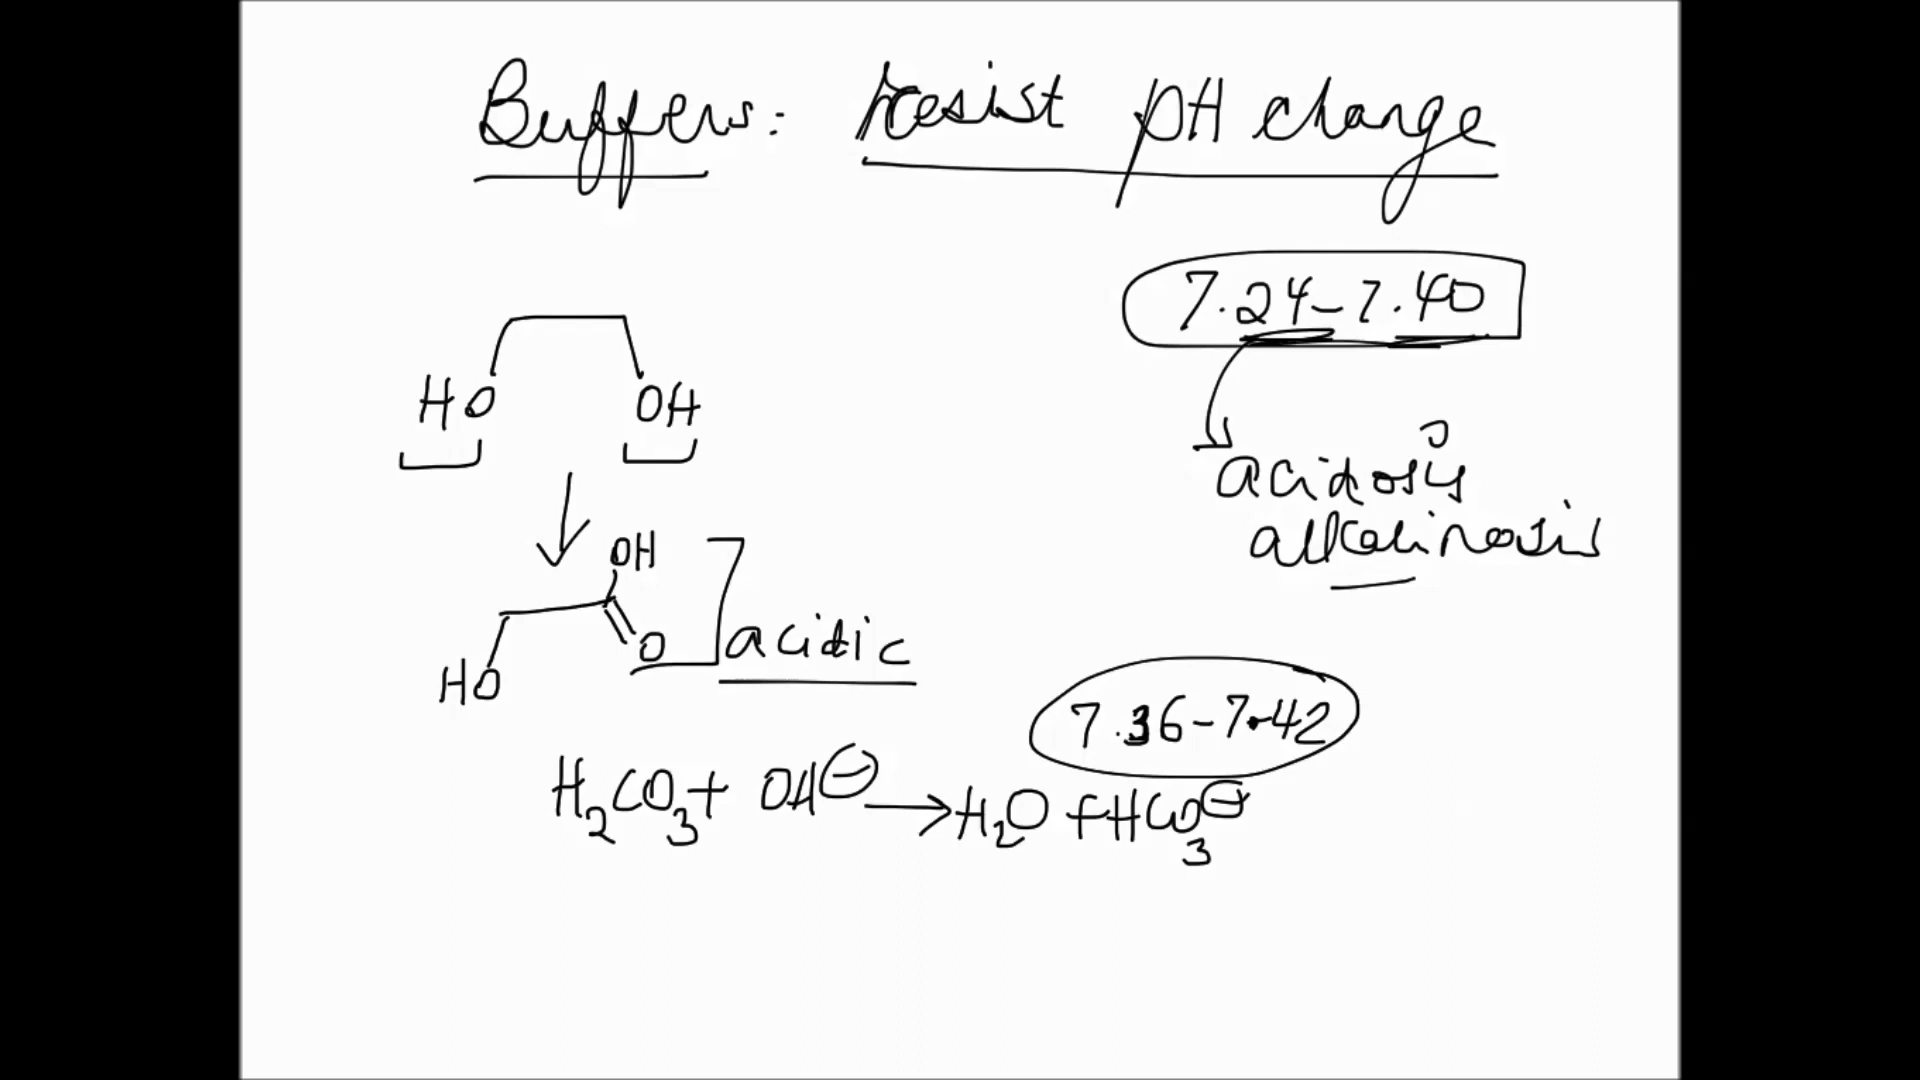 Buffers: resist pH change
7.24-7.40
HO OH
acidosis
alkalinosis
OH
O
HO
acidic
7.36-7.42
H2CO3 + OH⊖ → H2O + HCO3⊖